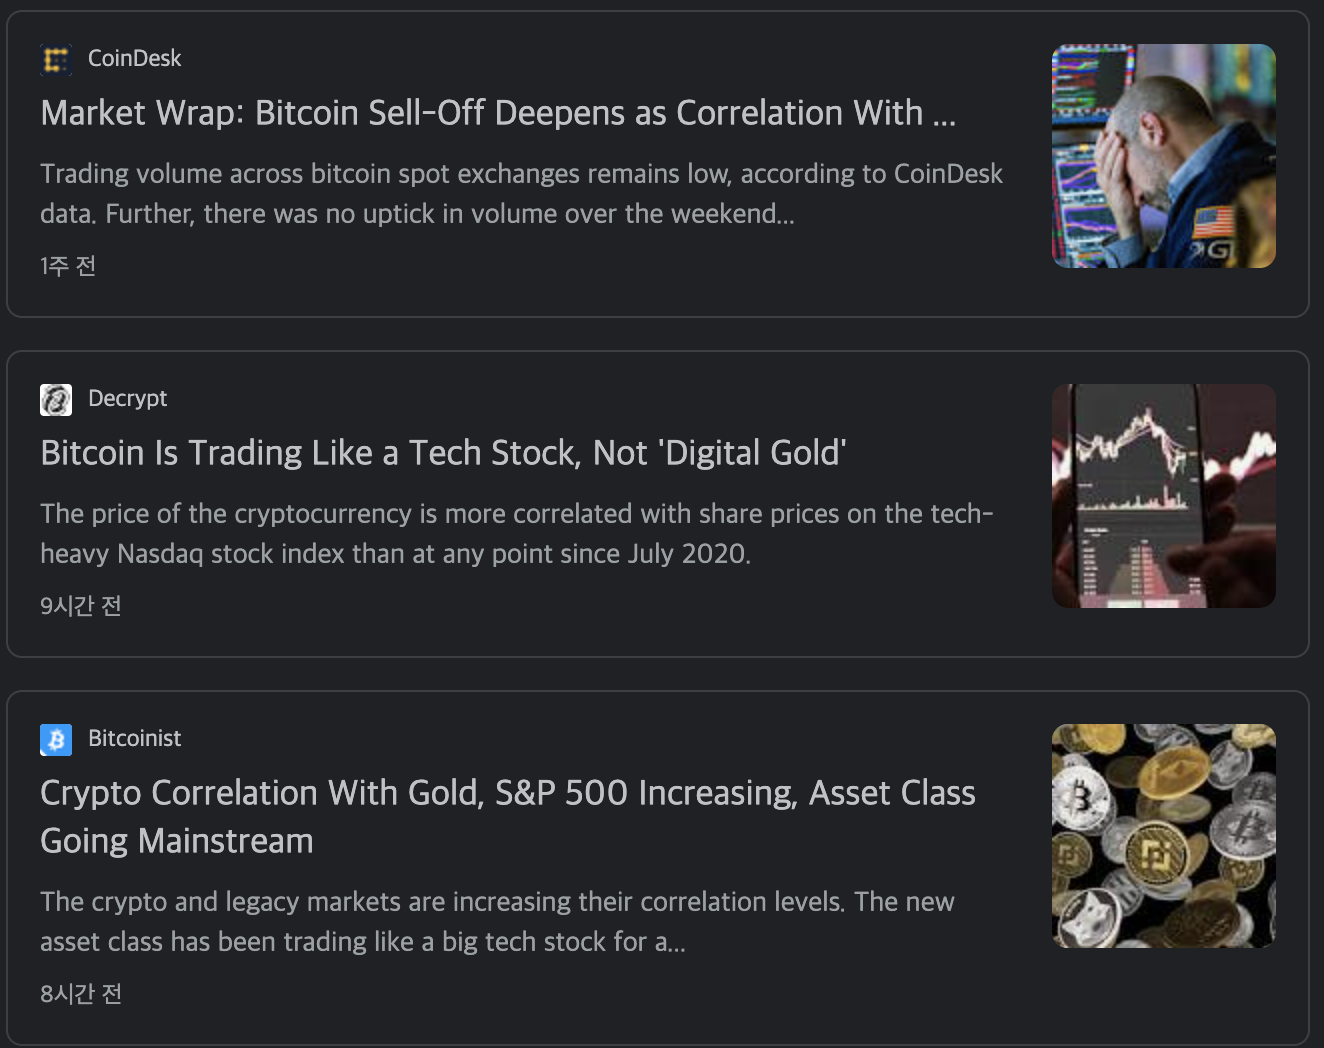 CoinDesk
Market Wrap: Bitcoin Sell-Off Deepens as Correlation With ...
Trading volume across bitcoin spot exchanges remains low, according to CoinDesk
data. Further, there was no uptick in volume over the weekend...
1주 전
Decrypt
Bitcoin Is Trading Like a Tech Stock, Not 'Digital Gold'
The price of the cryptocurrency is more correlated with share prices on the tech-
heavy Nasdaq stock index than at any point since July 2020.
9시간 전
Bitcoinist
Crypto Correlation With Gold, S&P 500 Increasing, Asset Class
Going Mainstream
The crypto and legacy markets are increasing their correlation levels. The new
asset class has been trading like a big tech stock for a...
8시간 전